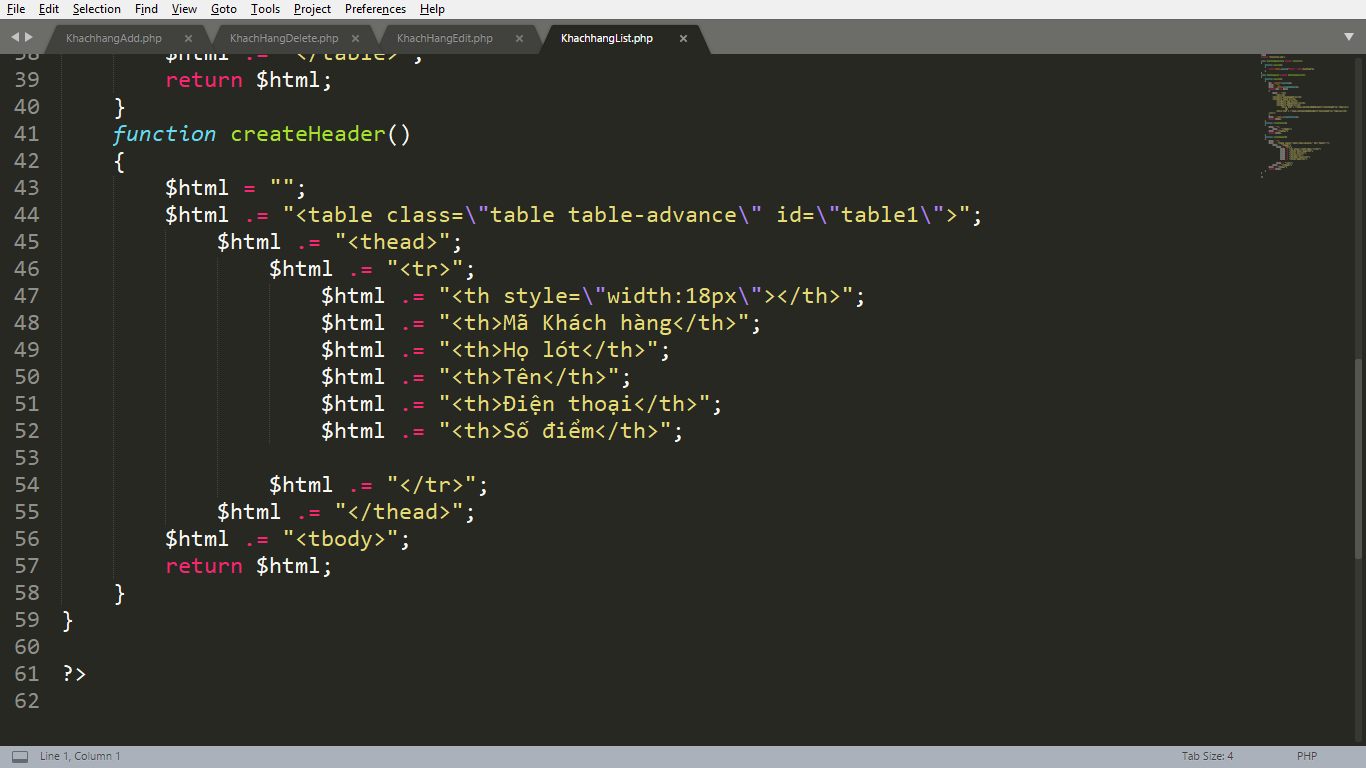 File Edit Selection Find View Goto Tools Project Preferences Help
KhachhangAdd.php × KhachHangDelete.php × KhachHangEdit.php × KhachhangList.php ×
38 $html .= "</table>";
39 return $html;
40 }
41 function createHeader()
42 {
43 $html = "";
44 $html .= "<table class=\"table table-advance\" id=\"table1\">";
45 $html .= "<thead>";
46 $html .= "<tr>";
47 $html .= "<th style=\"width:18px\"></th>";
48 $html .= "<th>Mã Khách hàng</th>";
49 $html .= "<th>Họ lót</th>";
50 $html .= "<th>Tên</th>";
51 $html .= "<th>Điện thoại</th>";
52 $html .= "<th>Số điểm</th>";
53
54 $html .= "</tr>";
55 $html .= "</thead>";
56 $html .= "<tbody>";
57 return $html;
58 }
59 }
60
61 ?>
62
Line 1, Column 1 Tab Size: 4 PHP